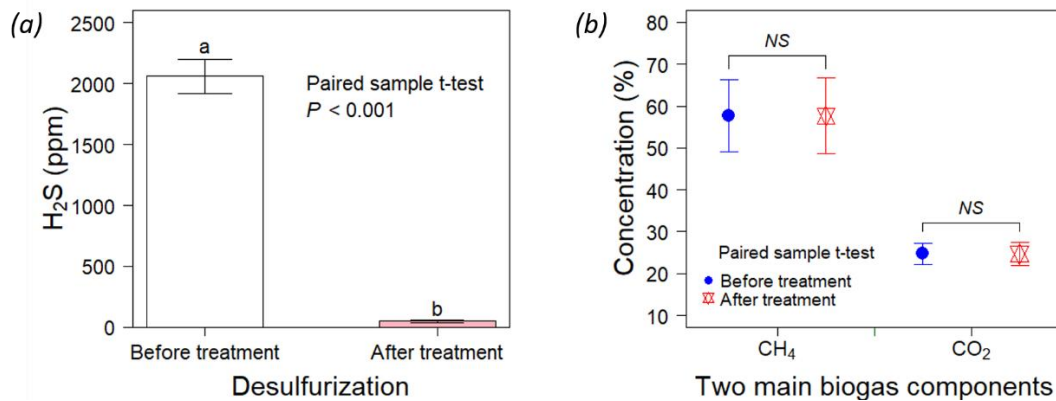 (a)
2500
2000
1500
1000
500
0
H₂S (ppm)
a
Paired sample t-test
P < 0.001
b
Before treatment
After treatment
Desulfurization
(b)
80
70
60
50
40
30
20
10
Concentration (%)
NS
NS
Paired sample t-test
Before treatment
After treatment
CH₄
CO₂
Two main biogas components